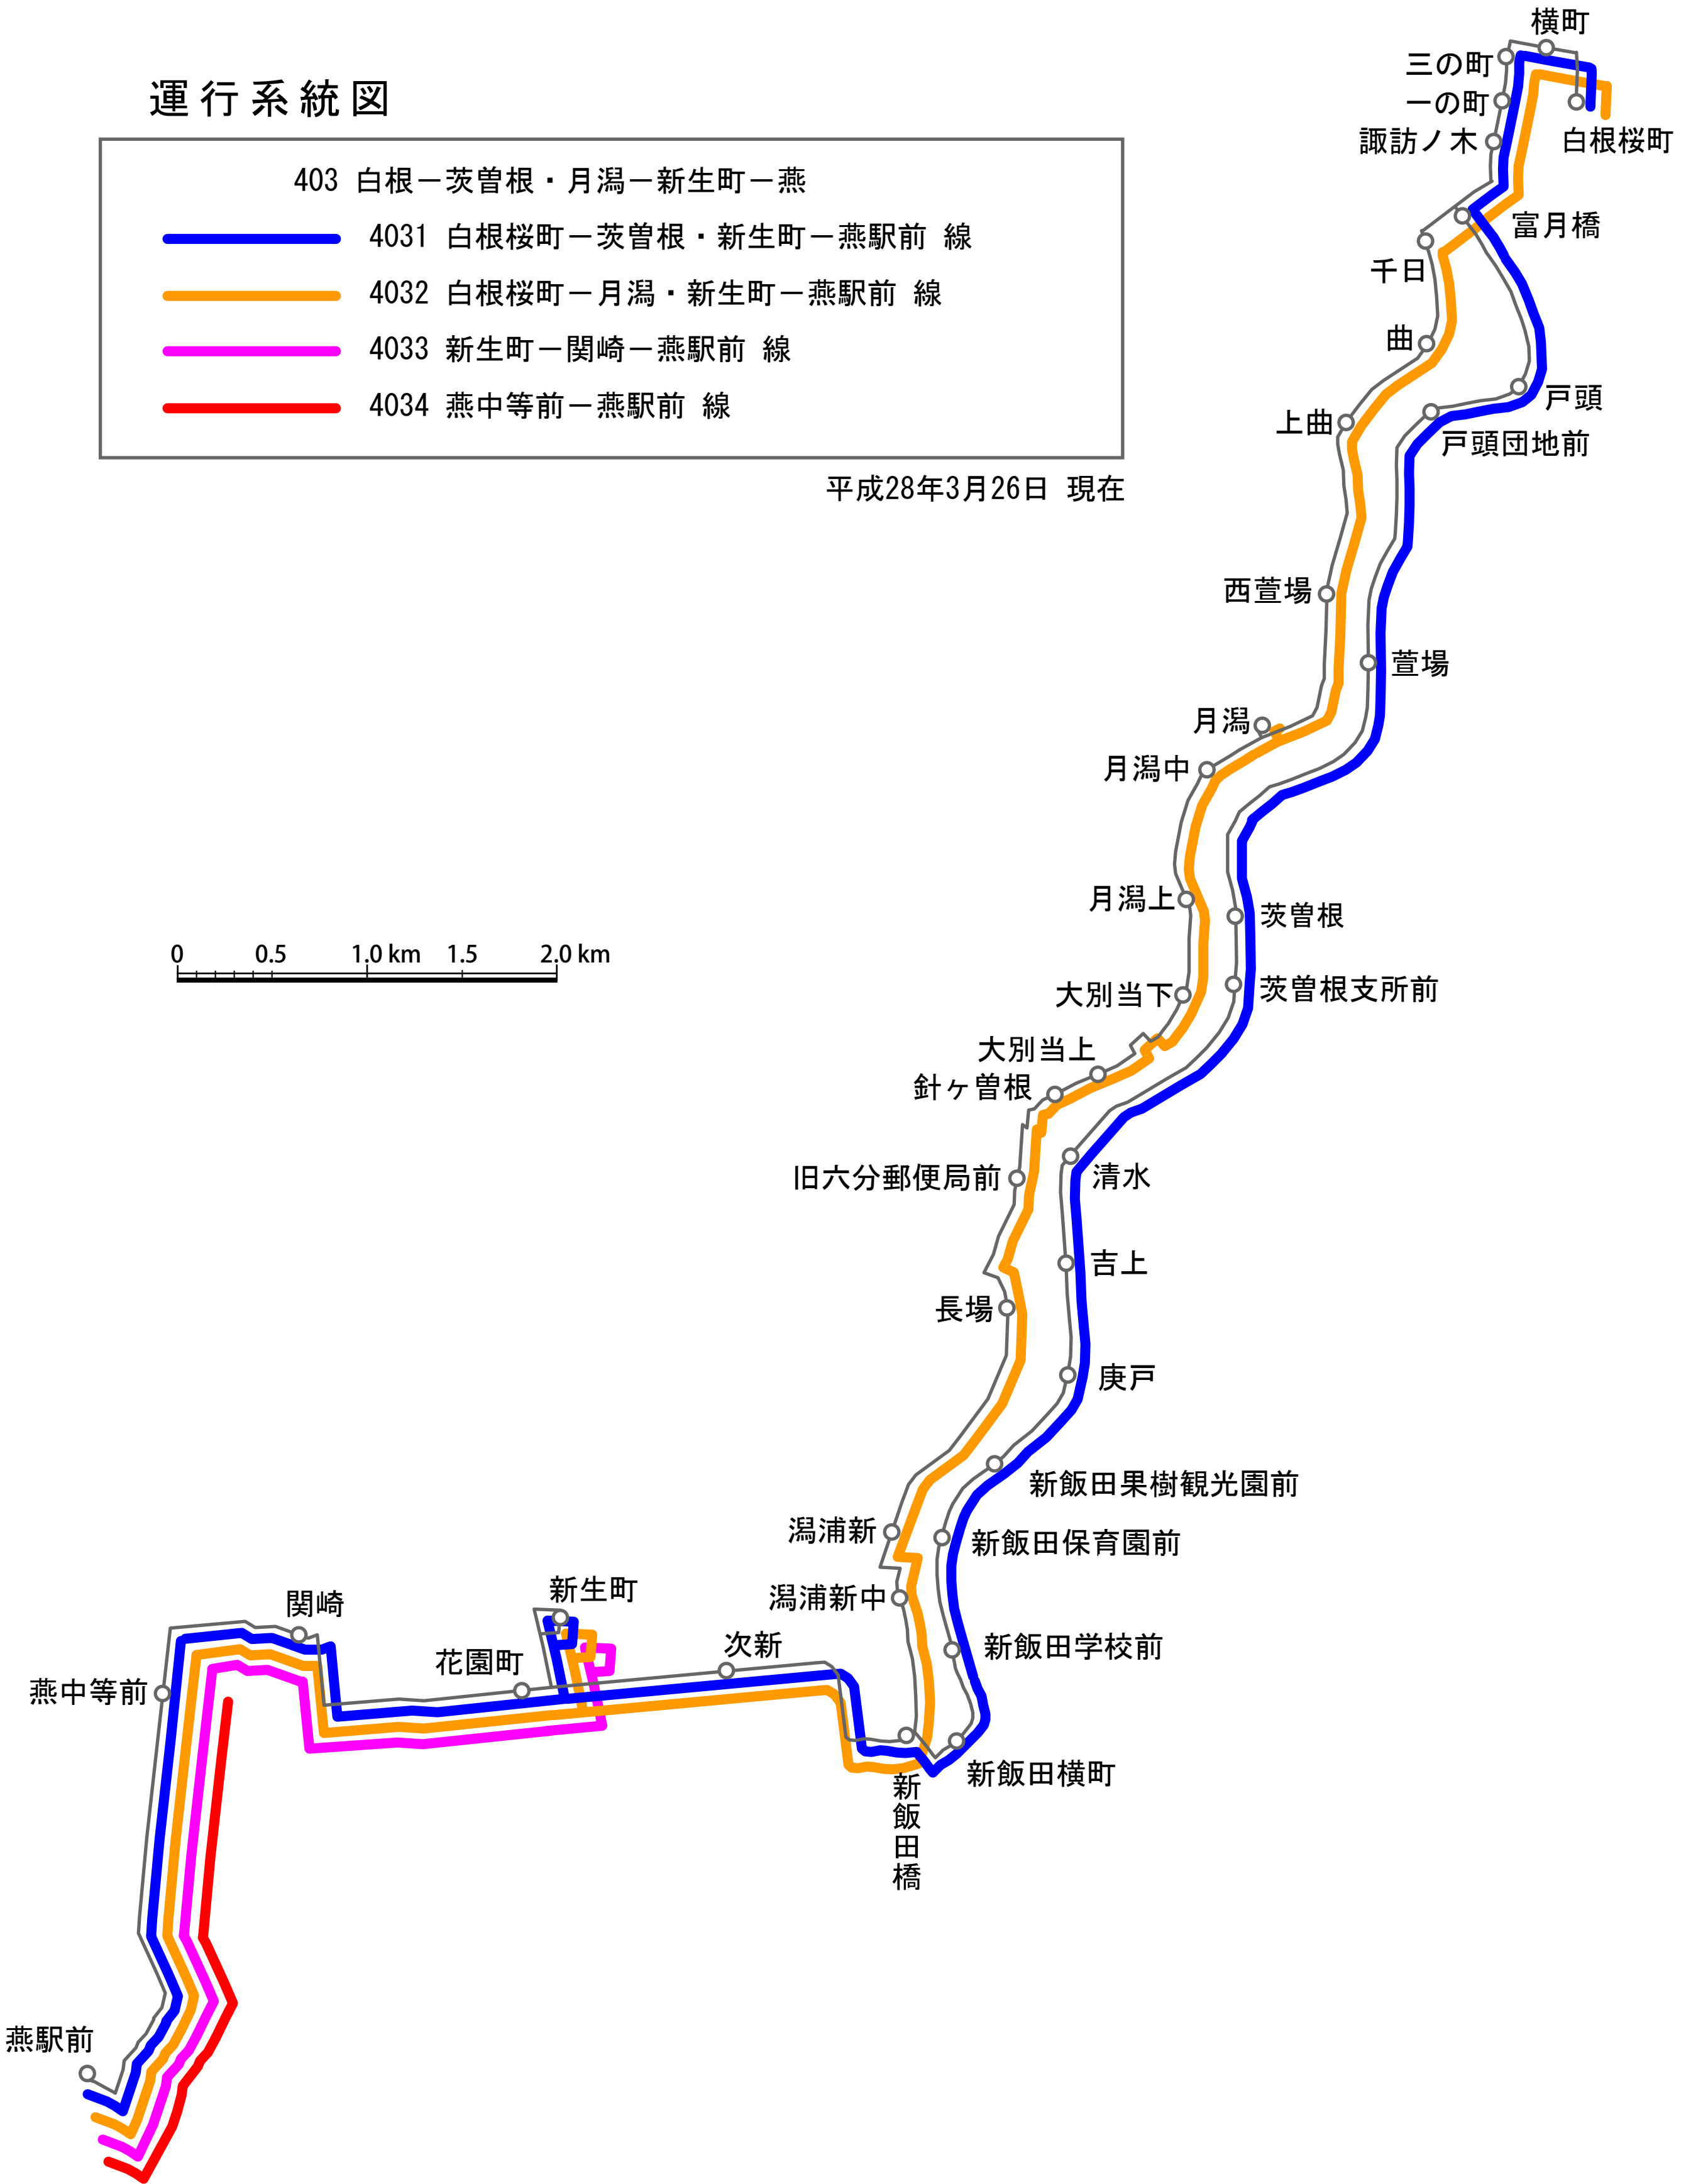 運行系統図
403 白根－茨曽根・月潟－新生町－燕
4031 白根桜町－茨曽根・新生町－燕駅前 線
4032 白根桜町－月潟・新生町－燕駅前 線
4033 新生町－関崎－燕駅前 線
4034 燕中等前－燕駅前 線
平成28年3月26日 現在
横町
三の町
一の町
諏訪ノ木
白根桜町
富月橋
千日
曲
戸頭
上曲
戸頭団地前
西萱場
萱場
月潟
月潟中
月潟上
茨曽根
0 0.5 1.0 km 1.5 2.0 km
茨曽根支所前
大別当下
大別当上
針ヶ曽根
旧六分郵便局前
清水
吉上
長場
庚戸
新飯田果樹観光園前
潟浦新
新飯田保育園前
潟浦新中
新生町
関崎
次新
新飯田学校前
花園町
燕中等前
新飯田横町
新飯田橋
燕駅前